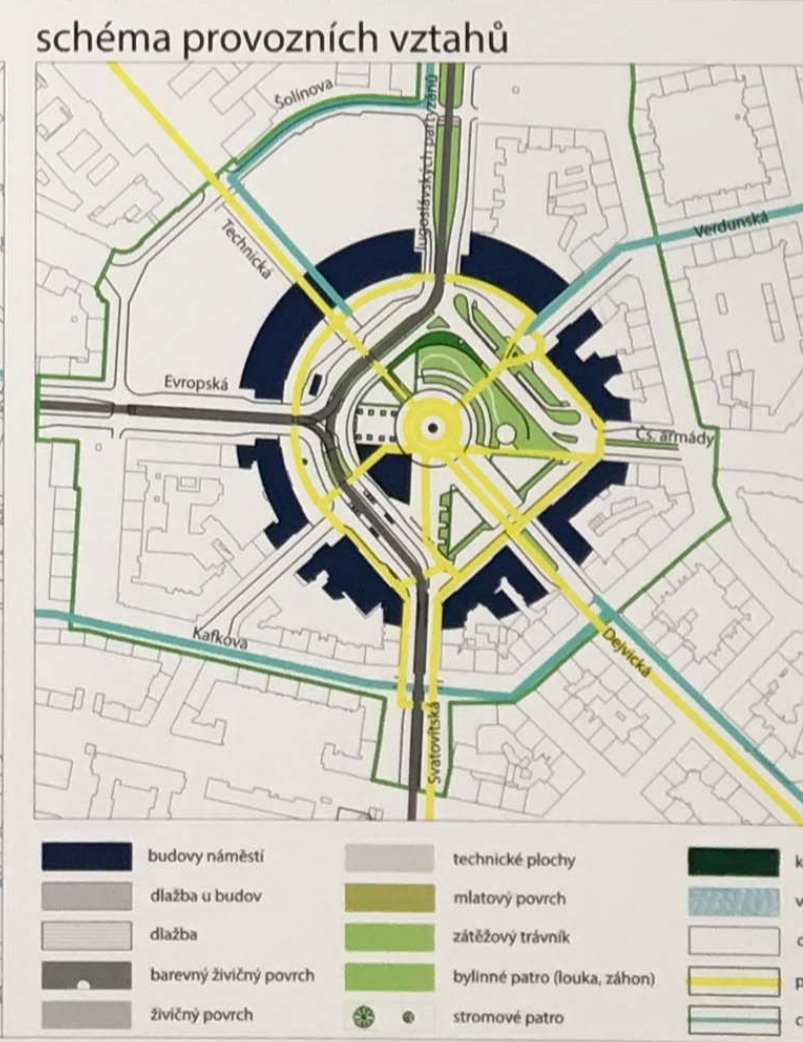 schéma provozních vztahů
Šolínova
Jugoslávských partyzánů
Technická
Verdunská
Evropská
Čs. armády
Kafkova
Dejvická
Svatovítská
budovy náměstí
dlažba u budov
dlažba
barevný živičný povrch
živičný povrch
technické plochy
mlatový povrch
zátěžový trávník
bylinné patro (louka, záhon)
stromové patro
k
v
p